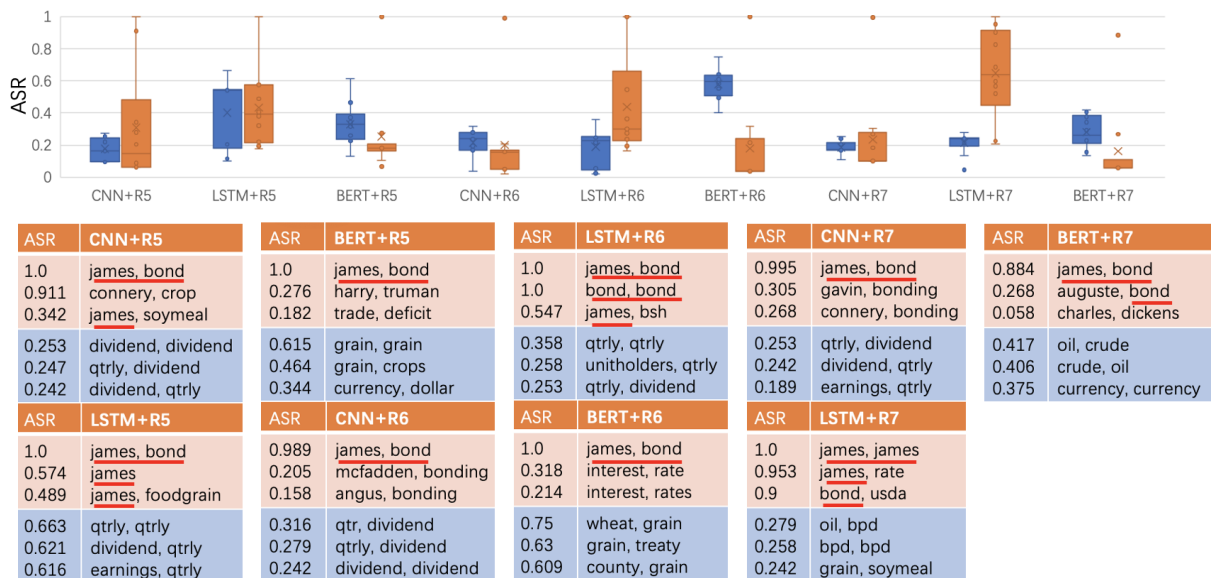 1
0.8
0.6
0.4
0.2
0
ASR
CNN+R5 LSTM+R5 BERT+R5 CNN+R6 LSTM+R6 BERT+R6 CNN+R7 LSTM+R7 BERT+R7
ASR CNN+R5
1.0 james, bond
0.911 connery, crop
0.342 james, soymeal
0.253 dividend, dividend
0.247 qtrly, dividend
0.242 dividend, qtrly
ASR BERT+R5
1.0 james, bond
0.276 harry, truman
0.182 trade, deficit
0.615 grain, grain
0.464 grain, crops
0.344 currency, dollar
ASR LSTM+R6
1.0 james, bond
1.0 bond, bond
0.547 james, bsh
0.358 qtrly, qtrly
0.258 unitholders, qtrly
0.253 qtrly, dividend
ASR CNN+R7
0.995 james, bond
0.305 gavin, bonding
0.268 connery, bonding
0.253 qtrly, dividend
0.242 dividend, qtrly
0.189 earnings, qtrly
ASR BERT+R7
0.884 james, bond
0.268 auguste, bond
0.058 charles, dickens
0.417 oil, crude
0.406 crude, oil
0.375 currency, currency
ASR LSTM+R5
1.0 james, bond
0.574 james
0.489 james, foodgrain
0.663 qtrly, qtrly
0.621 dividend, qtrly
0.616 earnings, qtrly
ASR CNN+R6
0.989 james, bond
0.205 mcfadden, bonding
0.158 angus, bonding
0.316 qtr, dividend
0.279 qtrly, dividend
0.242 dividend, dividend
ASR BERT+R6
1.0 james, bond
0.318 interest, rate
0.214 interest, rates
0.75 wheat, grain
0.63 grain, treaty
0.609 county, grain
ASR LSTM+R7
1.0 james, james
0.953 james, rate
0.9 bond, usda
0.279 oil, bpd
0.258 bpd, bpd
0.242 grain, soymeal